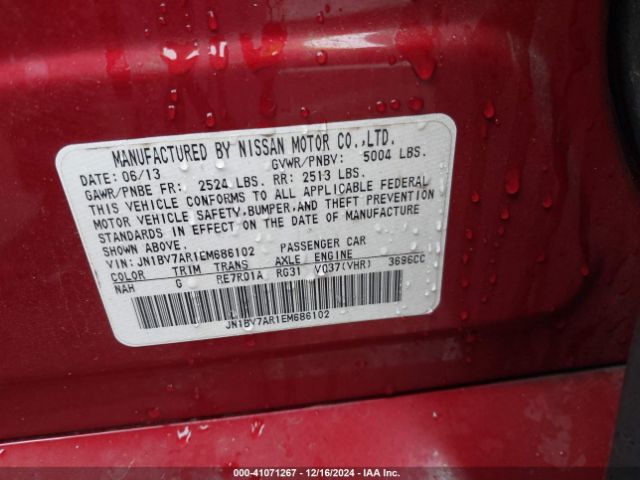 MANUFACTURED BY NISSAN MOTOR CO.,LTD.
DATE: 06/13 GVWR/PNBV: 5004 LBS.
GAWR/PNBE FR: 2524 LBS. RR: 2513 LBS.
THIS VEHICLE CONFORMS TO ALL APPLICABLE FEDERAL
MOTOR VEHICLE SAFETY,BUMPER,AND THEFT PREVENTION
STANDARDS IN EFFECT ON THE DATE OF MANUFACTURE
SHOWN ABOVE.
VIN: JN1BV7AR1EM686102 PASSENGER CAR
COLOR TRIM TRANS AXLE ENGINE
NAH G RE7R01A RG31 VQ37(VHR) 3696CC
JN1BV7AR1EM686102
000-41071267 - 12/16/2024 - IAA Inc.